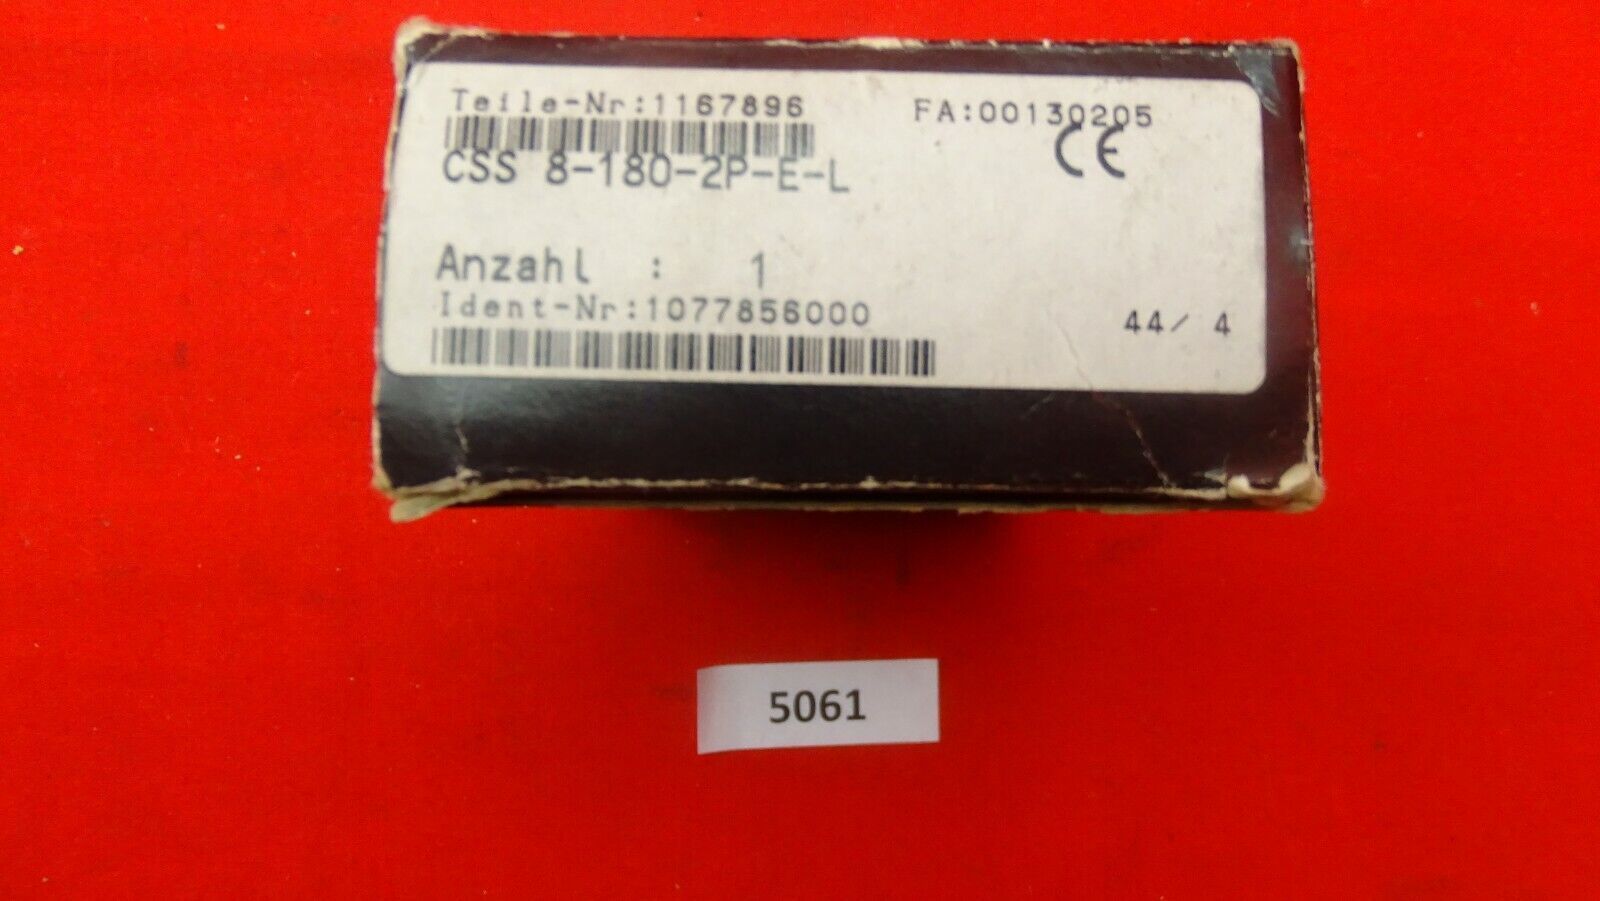 Teile-Nr:1167896 FA:00130205
CE
CSS 8-180-2P-E-L
Anzahl : 1
Ident-Nr:1077856000
44/ 4
5061